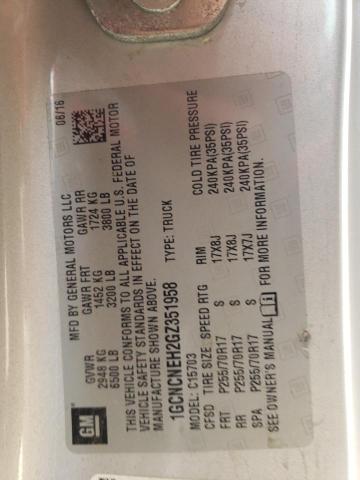 GM
MFD BY GENERAL MOTORS LLC
08/16
GVWR GAWR FRT GAWR RR
2948 KG 1452 KG 1724 KG
6500 LB 3200 LB 3800 LB
THIS VEHICLE CONFORMS TO ALL APPLICABLE U.S. FEDERAL MOTOR
VEHICLE SAFETY STANDARDS IN EFFECT ON THE DATE OF
MANUFACTURE SHOWN ABOVE.
1GCNCNEH2GZ351958 TYPE: TRUCK
MODEL: C15703
CFSD TIRE SIZE SPEED RTG RIM COLD TIRE PRESSURE
FRT P255/70R17 S 17X8J 240KPA(35PSI)
RR P255/70R17 S 17X8J 240KPA(35PSI)
SPA P255/70R17 S 17X7J 240KPA(35PSI)
SEE OWNER'S MANUAL FOR MORE INFORMATION.